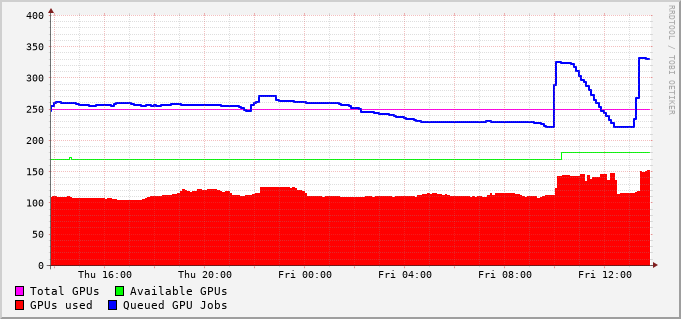 400
350
300
250
200
150
100
50
0
Thu 16:00 Thu 20:00 Fri 00:00 Fri 04:00 Fri 08:00 Fri 12:00
Total GPUs Available GPUs
GPUs used Queued GPU Jobs
RRDTOOL / TOBI OETIKER